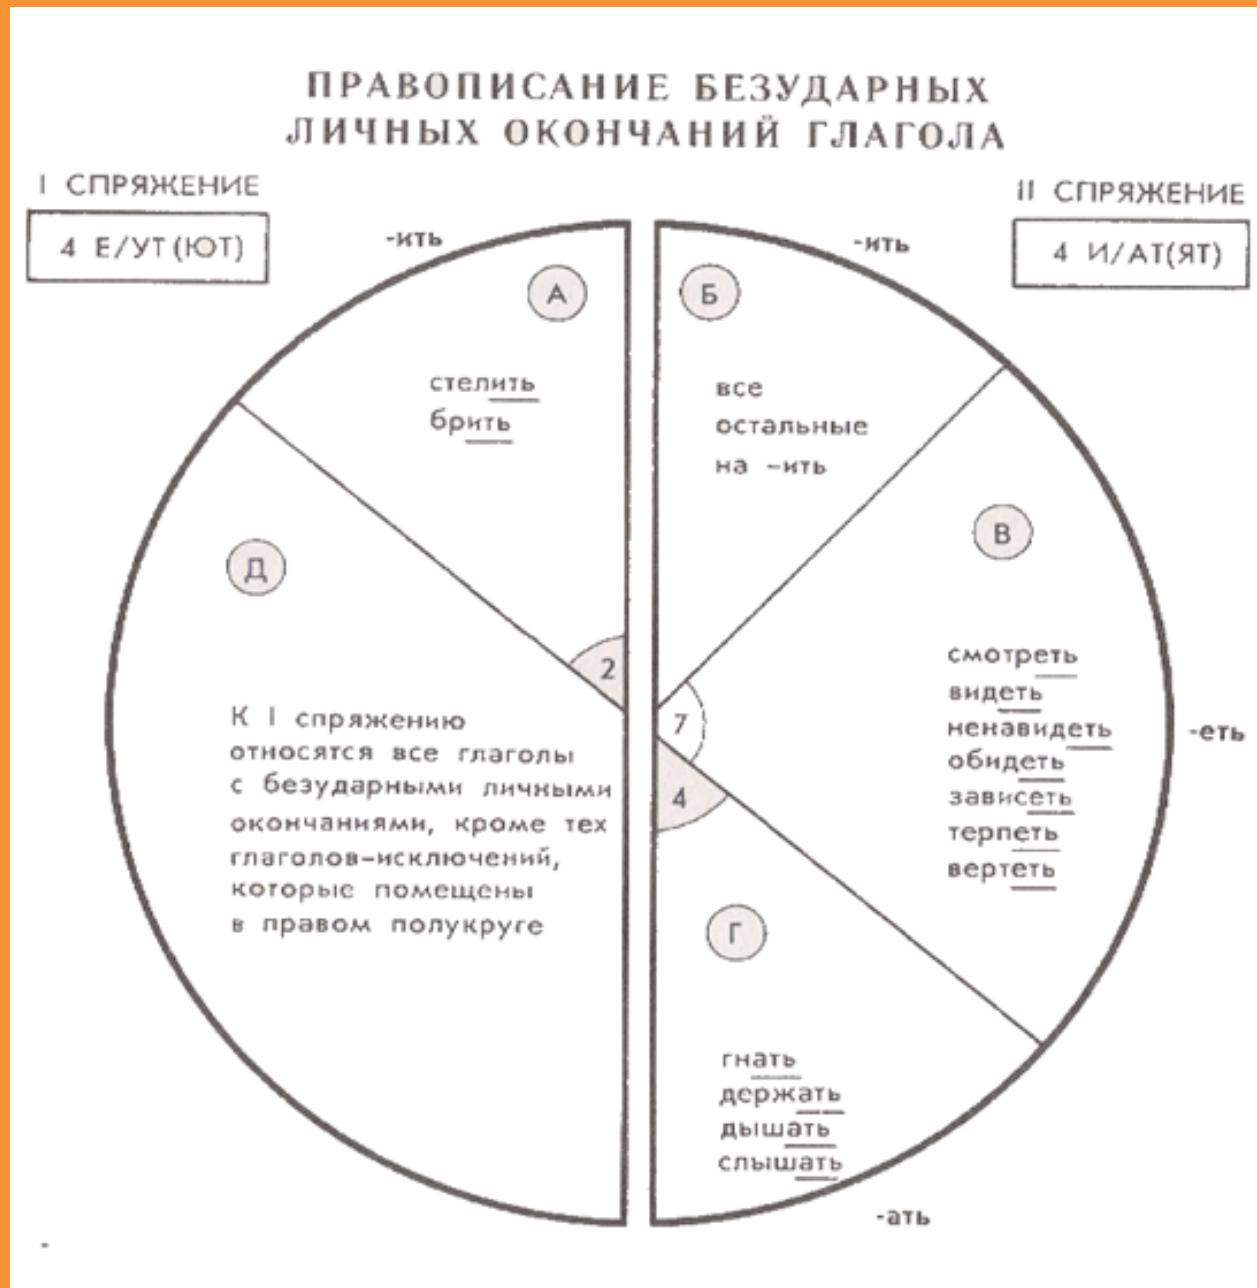 ПРАВОПИСАНИЕ БЕЗУДАРНЫХ
ЛИЧНЫХ ОКОНЧАНИЙ ГЛАГОЛА
I СПРЯЖЕНИЕ
4 Е/УТ(ЮТ)
II СПРЯЖЕНИЕ
4 И/АТ(ЯТ)
-ить
А
стелить
брить
2
Д
К I спряжению
относятся все глаголы
с безударными личными
окончаниями, кроме тех
глаголов-исключений,
которые помещены
в правом полукруге
-ить
Б
все
остальные
на -ить
В
7
смотреть
видеть
ненавидеть
обидеть
зависеть
терпеть
вертеть
-еть
4
Г
гнать
держать
дышать
слышать
-ать